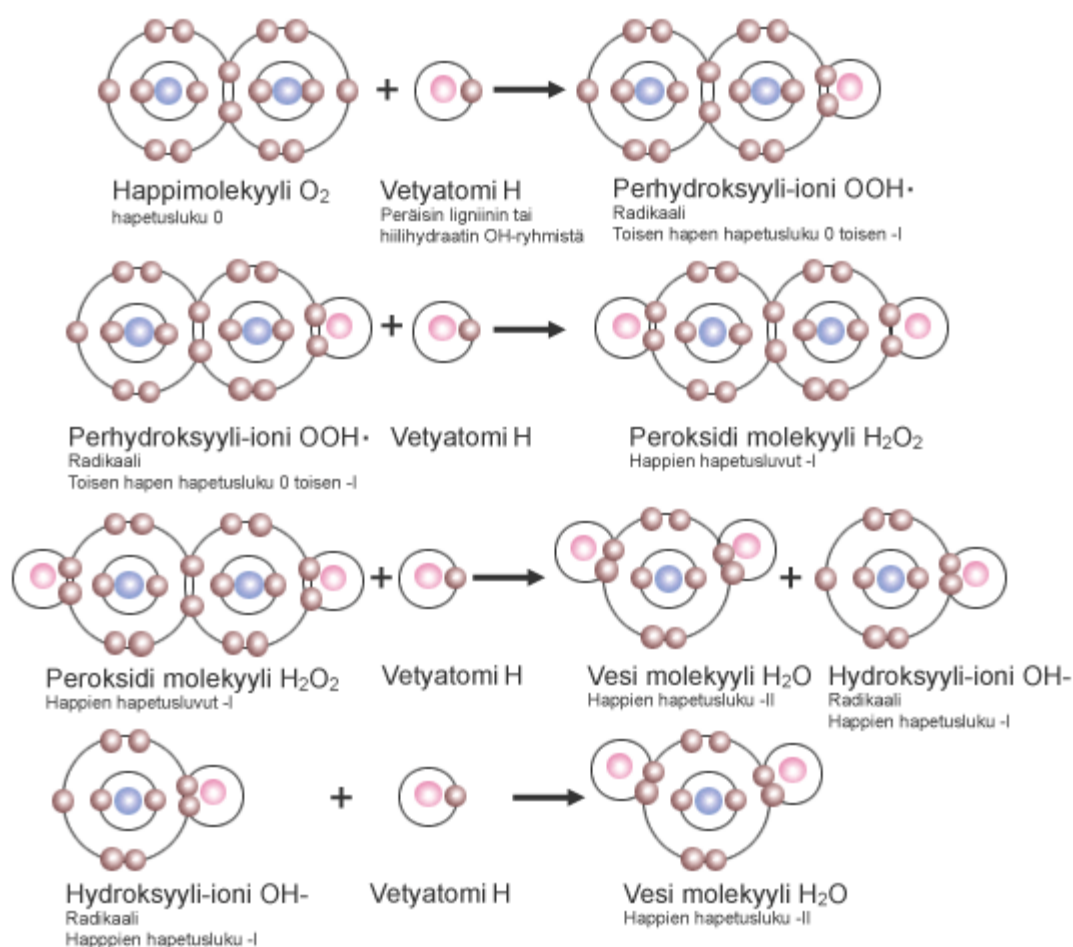 +
Happimolekyyli O₂
hapetusluku 0
Vetyatomi H
Peräisin ligniinin tai
hiilihydraatin OH-ryhmistä
Perhydroksyyli-ioni OOH·
Radikaali
Toisen hapen hapetusluku 0 toisen -I
+
Perhydroksyyli-ioni OOH·
Radikaali
Toisen hapen hapetusluku 0 toisen -I
Vetyatomi H
Peroksidi molekyyli H₂O₂
Happien hapetusluvut -I
+
+
Peroksidi molekyyli H₂O₂
Happien hapetusluvut -I
Vetyatomi H
Vesi molekyyli H₂O
Happien hapetusluku -II
Hydroksyyli-ioni OH-
Radikaali
Happien hapetusluku -I
+
Hydroksyyli-ioni OH-
Radikaali
Happpien hapetusluku -I
Vetyatomi H
Vesi molekyyli H₂O
Happien hapetusluku -II